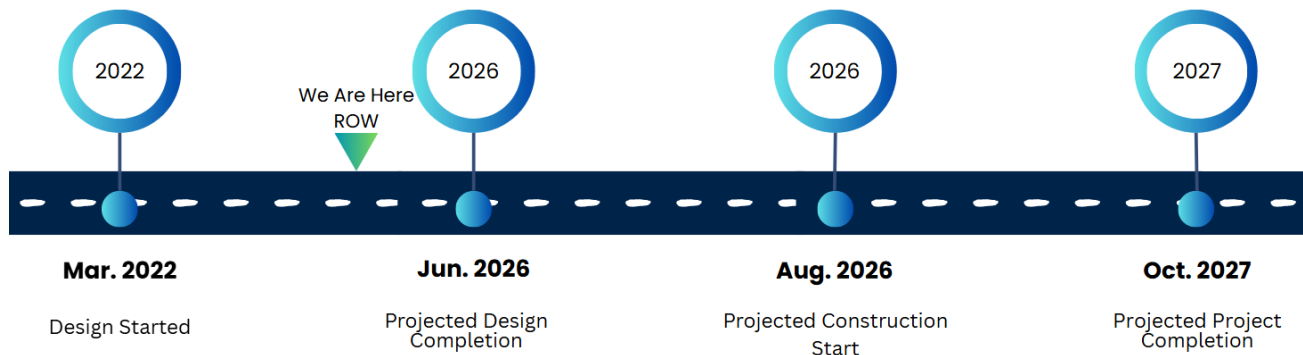 2022
We Are Here
ROW
2026
2026
2027
Mar. 2022
Jun. 2026
Aug. 2026
Oct. 2027
Design Started
Projected Design
Completion
Projected Construction
Start
Projected Project
Completion